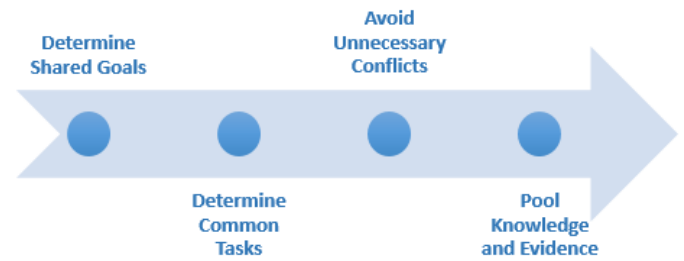 Determine
Shared Goals
Determine
Common
Tasks
Avoid
Unnecessary
Conflicts
Pool
Knowledge
and Evidence